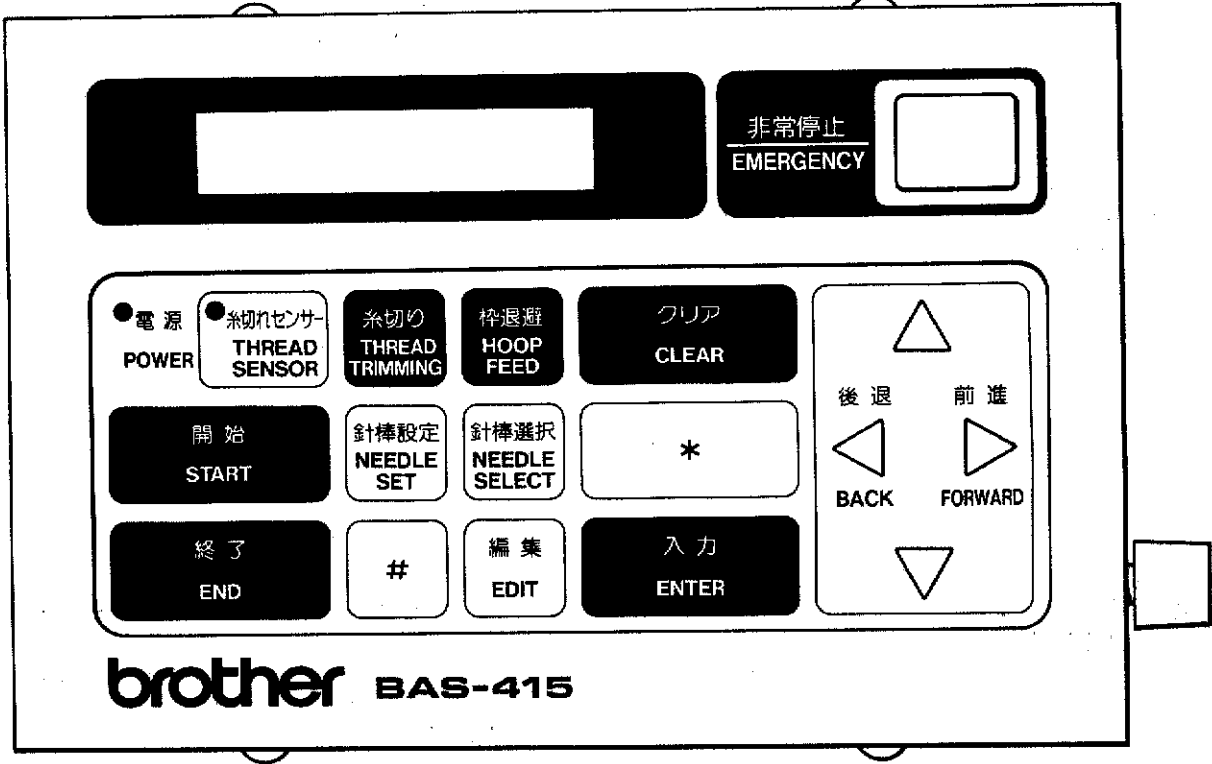 非常停止
EMERGENCY
電源
POWER
糸切れセンサー
THREAD
SENSOR
糸切り
THREAD
TRIMMING
枠退避
HOOP
FEED
クリア
CLEAR
開始
START
針棒設定
NEEDLE
SET
針棒選択
NEEDLE
SELECT
*
後退
BACK
前進
FORWARD
終了
END
#
編集
EDIT
入力
ENTER
brother BAS-415